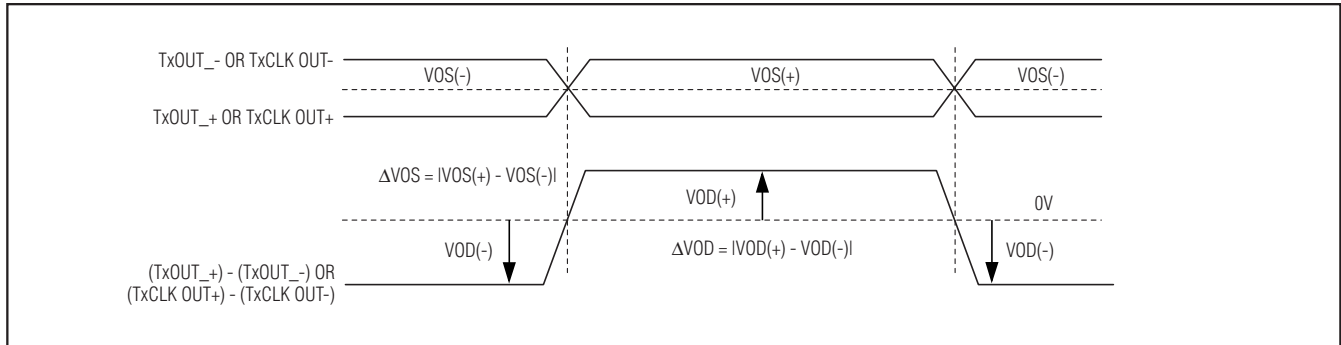 TxOUT_- OR TxCLK OUT-
VOS(-)
VOS(+)
VOS(-)
TxOUT_+ OR TxCLK OUT+
ΔVOS = |VOS(+) - VOS(-)|
VOD(+)
0V
VOD(-)
ΔVOD = |VOD(+) - VOD(-)|
VOD(-)
(TxOUT_+) - (TxOUT_-) OR
(TxCLK OUT+) - (TxCLK OUT-)